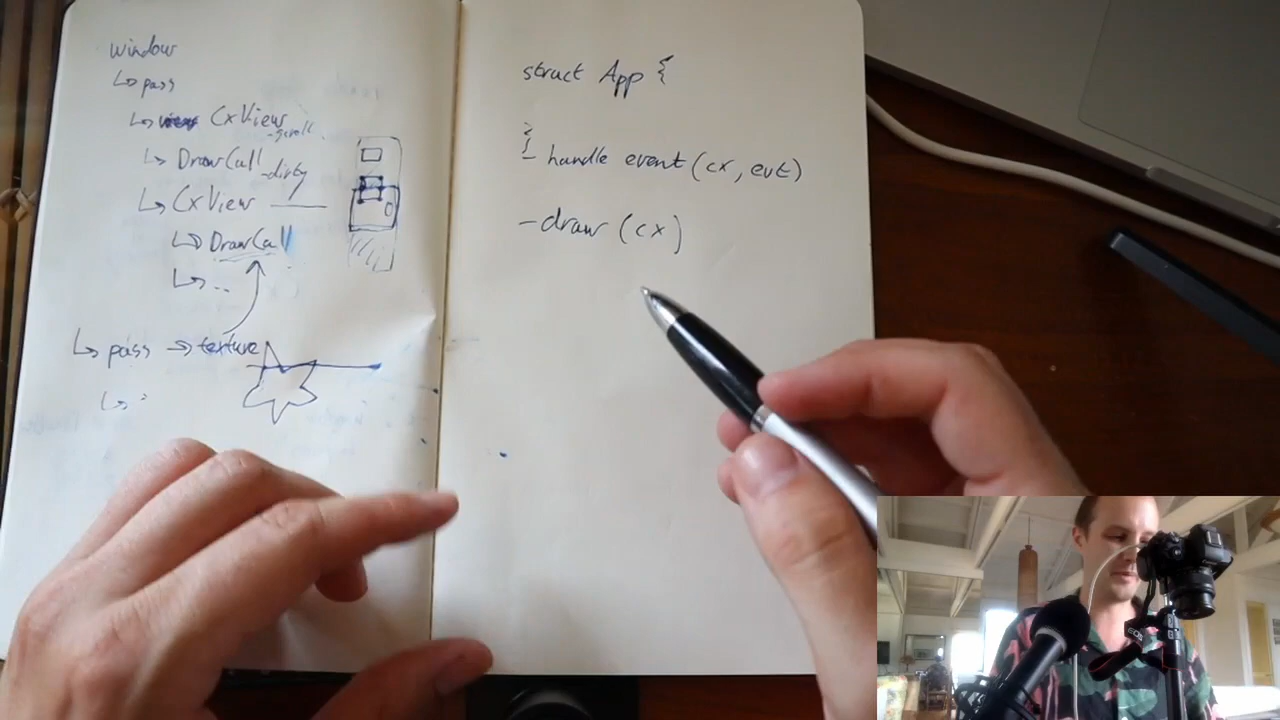 window
↳ pass
↳ CxView
-scroll
↳ DrawCall
-dirty
↳ CxView
↳ DrawCall
↳ ..
↳ pass → texture
↳ :
struct App {
}
- handle event (cx, evt)
- draw (cx)